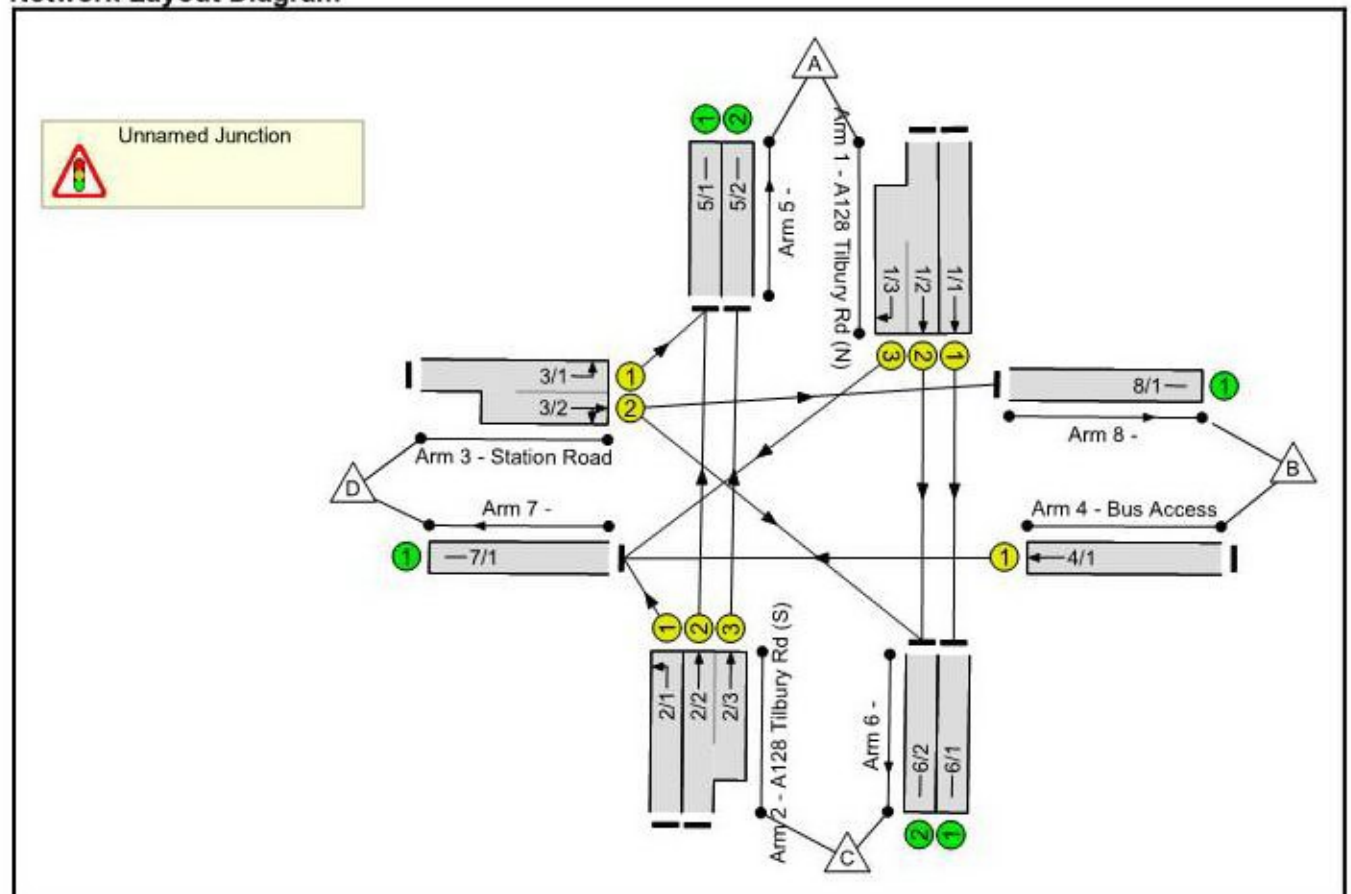 Network Layout Diagram
Unnamed Junction
A
1
2
5/1
5/2
Arm 5 -
Arm 1 - A128 Tilbury Rd (N)
1/3
1/2
1/1
3
2
1
3/1
1
3/2
2
Arm 3 - Station Road
8/1
1
Arm 8 -
D
B
Arm 7 -
Arm 4 - Bus Access
1
7/1
1
4/1
1
2
3
2/1
2/2
2/3
Arm 2 - A128 Tilbury Rd (S)
Arm 6 -
6/2
6/1
2
1
C